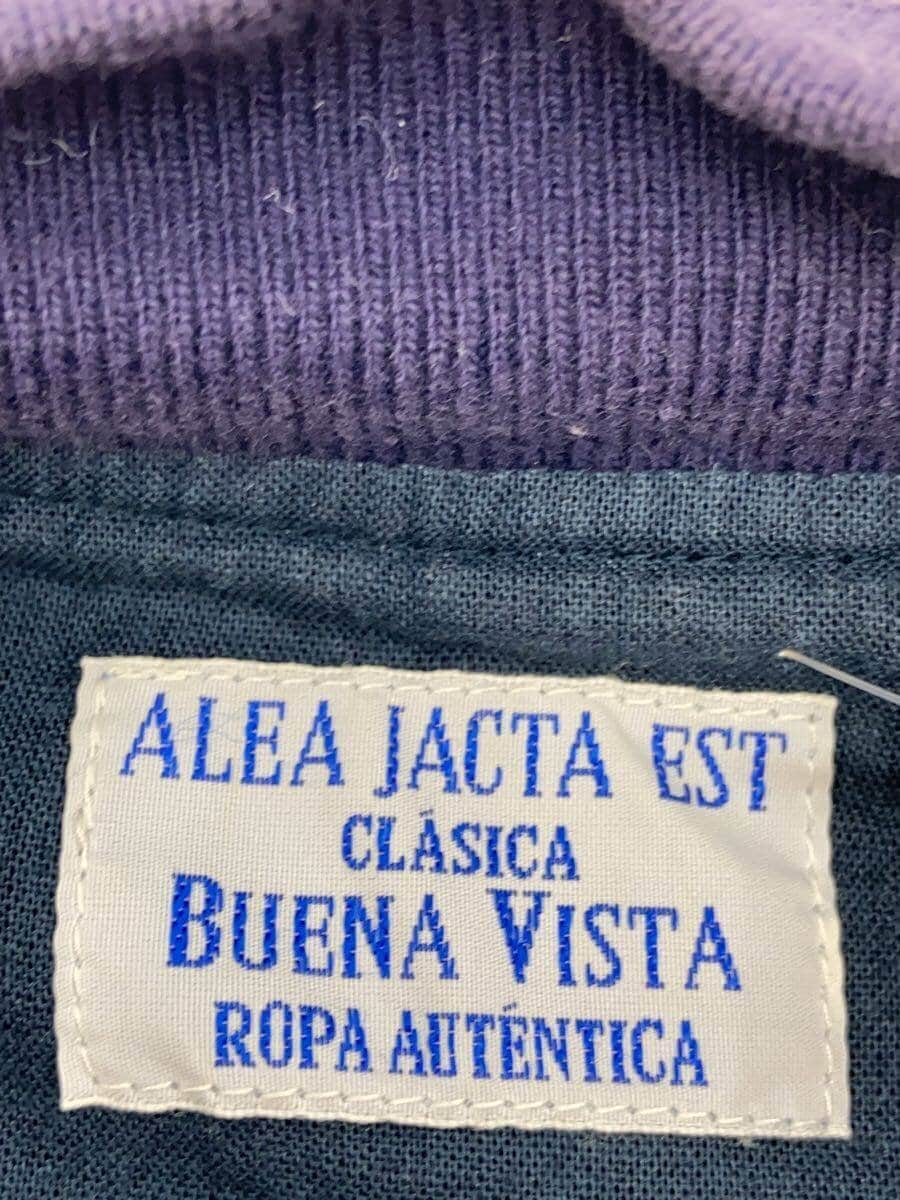 ALEA JACTA EST
CLÁSICA
BUENA VISTA
ROPA AUTÉNTICA